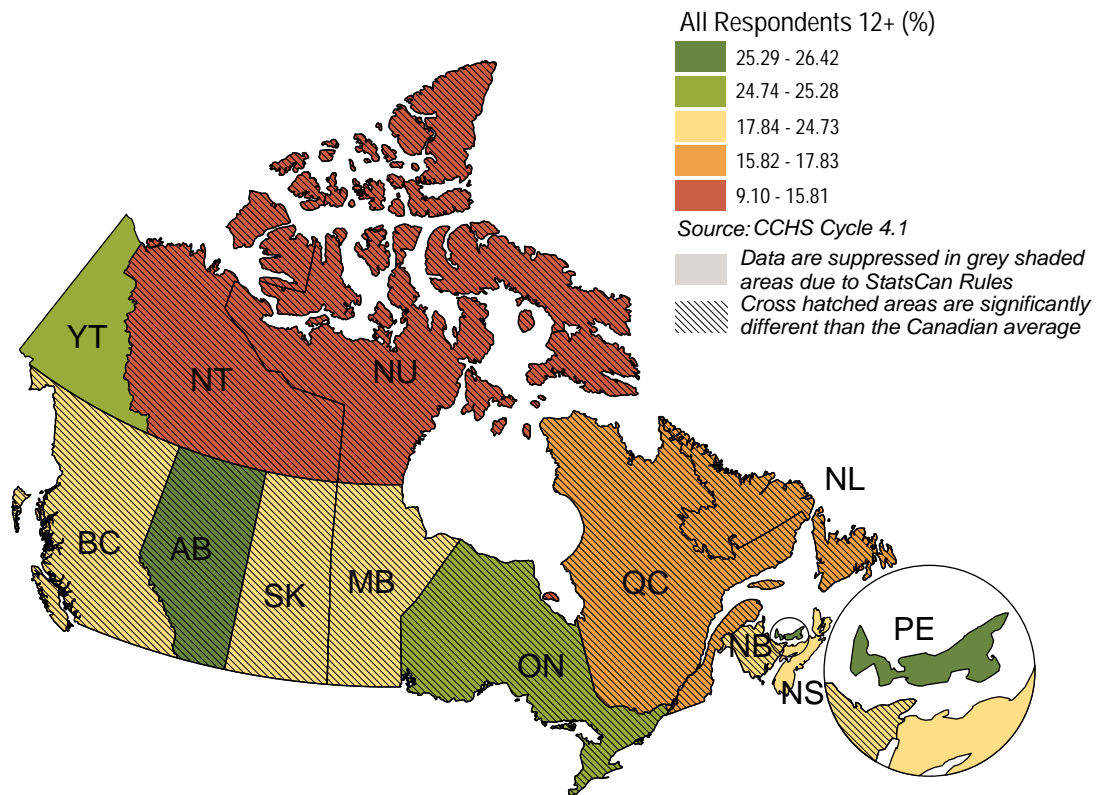 All Respondents 12+ (%)
25.29 - 26.42
24.74 - 25.28
17.84 - 24.73
15.82 - 17.83
9.10 - 15.81
Source: CCHS Cycle 4.1
Data are suppressed in grey shaded
areas due to StatsCan Rules
Cross hatched areas are significantly
different than the Canadian average
YT
NT
NU
NL
BC
AB
SK
MB
QC
ON
NB
NS
PE